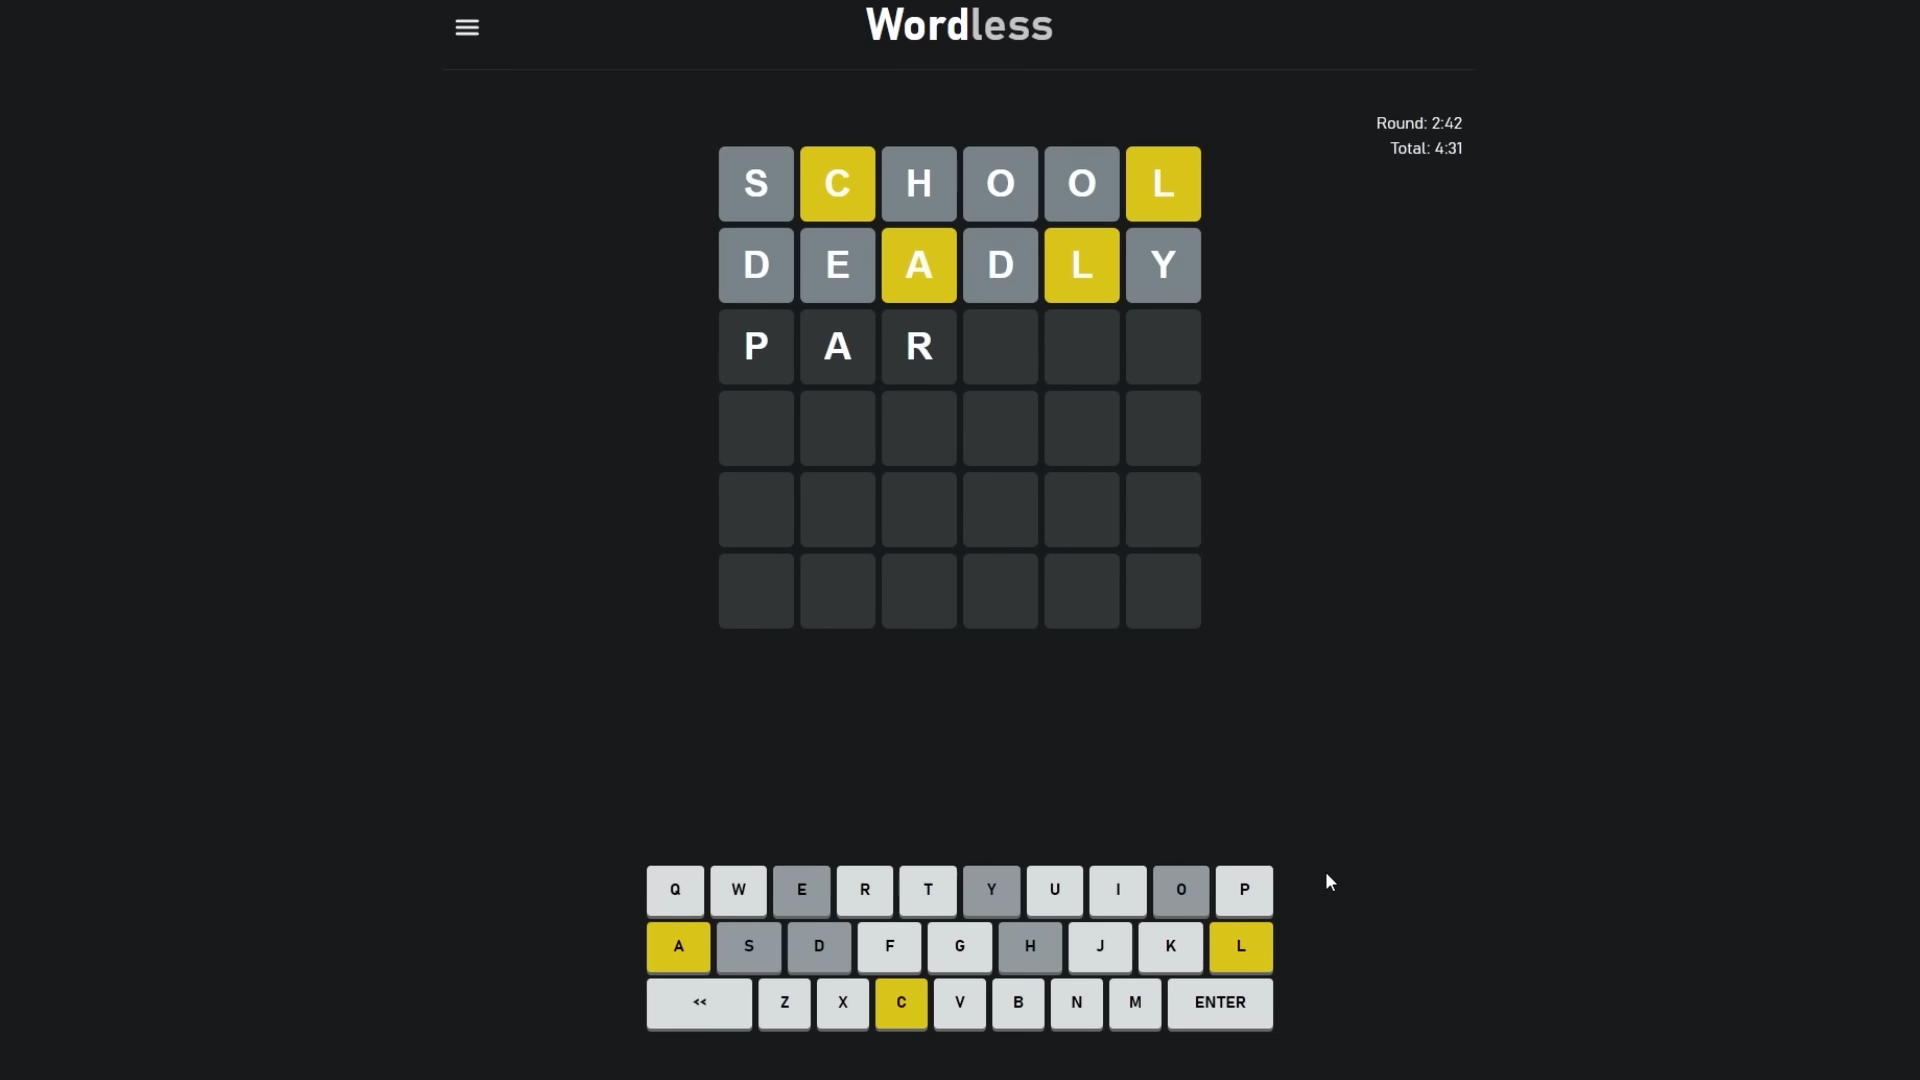 Wordless
Round: 2:42
Total: 4:31
S C H O O L
D E A D L Y
P A R
Q W E R T Y U I O P
A S D F G H J K L
<< Z X C V B N M ENTER